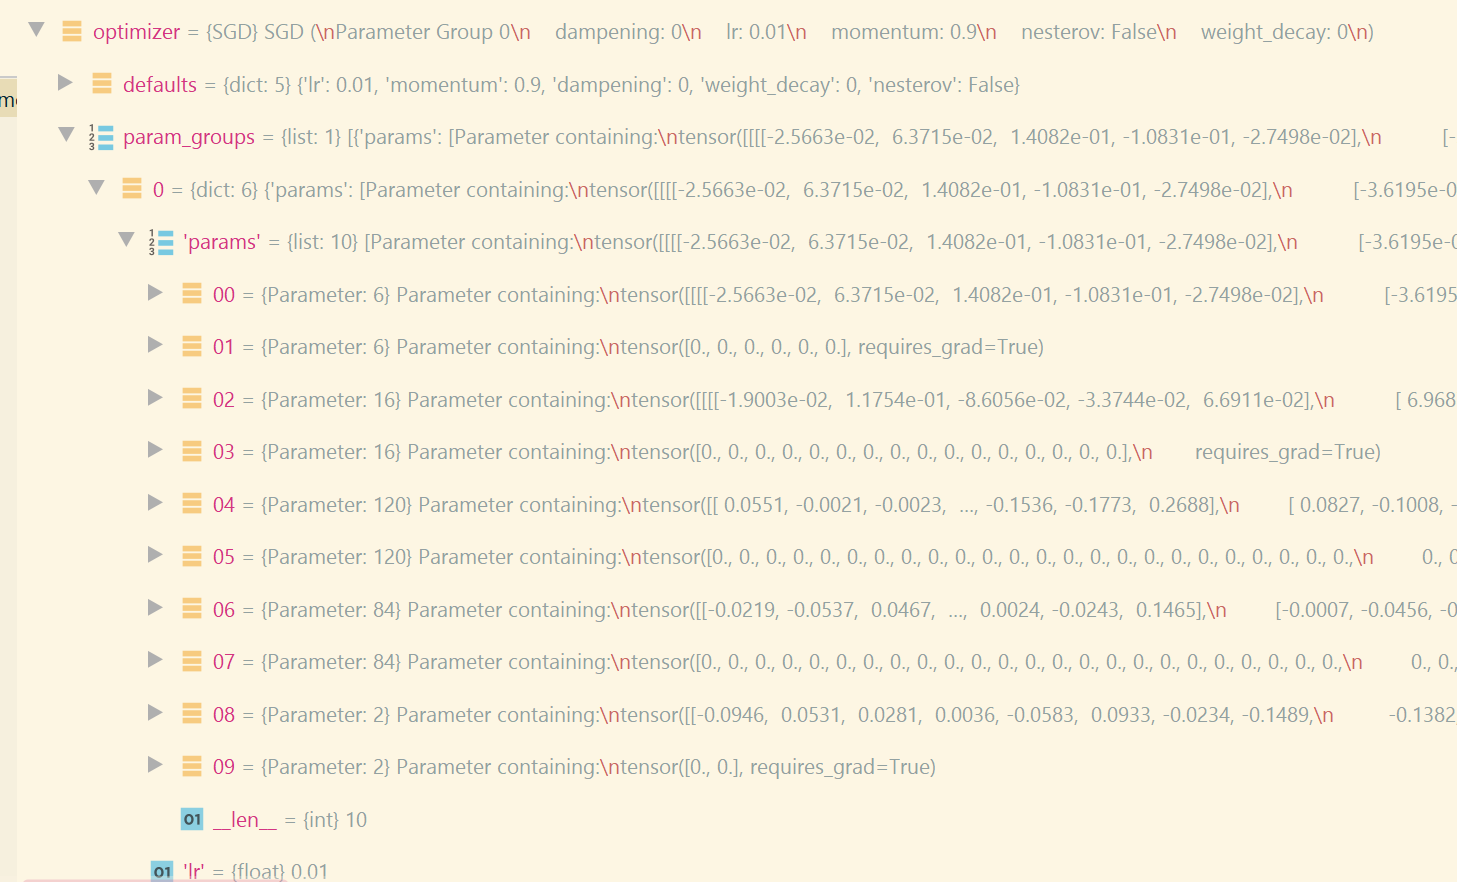 optimizer = {SGD} SGD (\nParameter Group 0\n    dampening: 0\n    lr: 0.01\n    momentum: 0.9\n    nesterov: False\n    weight_decay: 0\n)
defaults = {dict: 5} {'lr': 0.01, 'momentum': 0.9, 'dampening': 0, 'weight_decay': 0, 'nesterov': False}
param_groups = {list: 1} [{'params': [Parameter containing:\ntensor([[[[-2.5663e-02,  6.3715e-02,  1.4082e-01, -1.0831e-01, -2.7498e-02],\n          [-
0 = {dict: 6} {'params': [Parameter containing:\ntensor([[[[-2.5663e-02,  6.3715e-02,  1.4082e-01, -1.0831e-01, -2.7498e-02],\n          [-3.6195e-0
'params' = {list: 10} [Parameter containing:\ntensor([[[[-2.5663e-02,  6.3715e-02,  1.4082e-01, -1.0831e-01, -2.7498e-02],\n          [-3.6195e-0
00 = {Parameter: 6} Parameter containing:\ntensor([[[[-2.5663e-02,  6.3715e-02,  1.4082e-01, -1.0831e-01, -2.7498e-02],\n          [-3.6195
01 = {Parameter: 6} Parameter containing:\ntensor([0., 0., 0., 0., 0., 0.], requires_grad=True)
02 = {Parameter: 16} Parameter containing:\ntensor([[[[-1.9003e-02,  1.1754e-01, -8.6056e-02, -3.3744e-02,  6.6911e-02],\n          [ 6.968
03 = {Parameter: 16} Parameter containing:\ntensor([0., 0., 0., 0., 0., 0., 0., 0., 0., 0., 0., 0., 0., 0., 0., 0.],\n       requires_grad=True)
04 = {Parameter: 120} Parameter containing:\ntensor([[ 0.0551, -0.0021, -0.0023,  ..., -0.1536, -0.1773,  0.2688],\n        [ 0.0827, -0.1008, -
05 = {Parameter: 120} Parameter containing:\ntensor([0., 0., 0., 0., 0., 0., 0., 0., 0., 0., 0., 0., 0., 0., 0., 0., 0., 0., 0., 0., 0., 0., 0., 0.,\n        0., 0
06 = {Parameter: 84} Parameter containing:\ntensor([[-0.0219, -0.0537,  0.0467,  ...,  0.0024, -0.0243,  0.1465],\n        [-0.0007, -0.0456, -0
07 = {Parameter: 84} Parameter containing:\ntensor([0., 0., 0., 0., 0., 0., 0., 0., 0., 0., 0., 0., 0., 0., 0., 0., 0., 0., 0., 0., 0., 0., 0., 0.,\n        0., 0.,
08 = {Parameter: 2} Parameter containing:\ntensor([[-0.0946,  0.0531,  0.0281,  0.0036, -0.0583,  0.0933, -0.0234, -0.1489,\n         -0.1382,
09 = {Parameter: 2} Parameter containing:\ntensor([0., 0.], requires_grad=True)
01 __len__ = {int} 10
01 'lr' = {float} 0.01